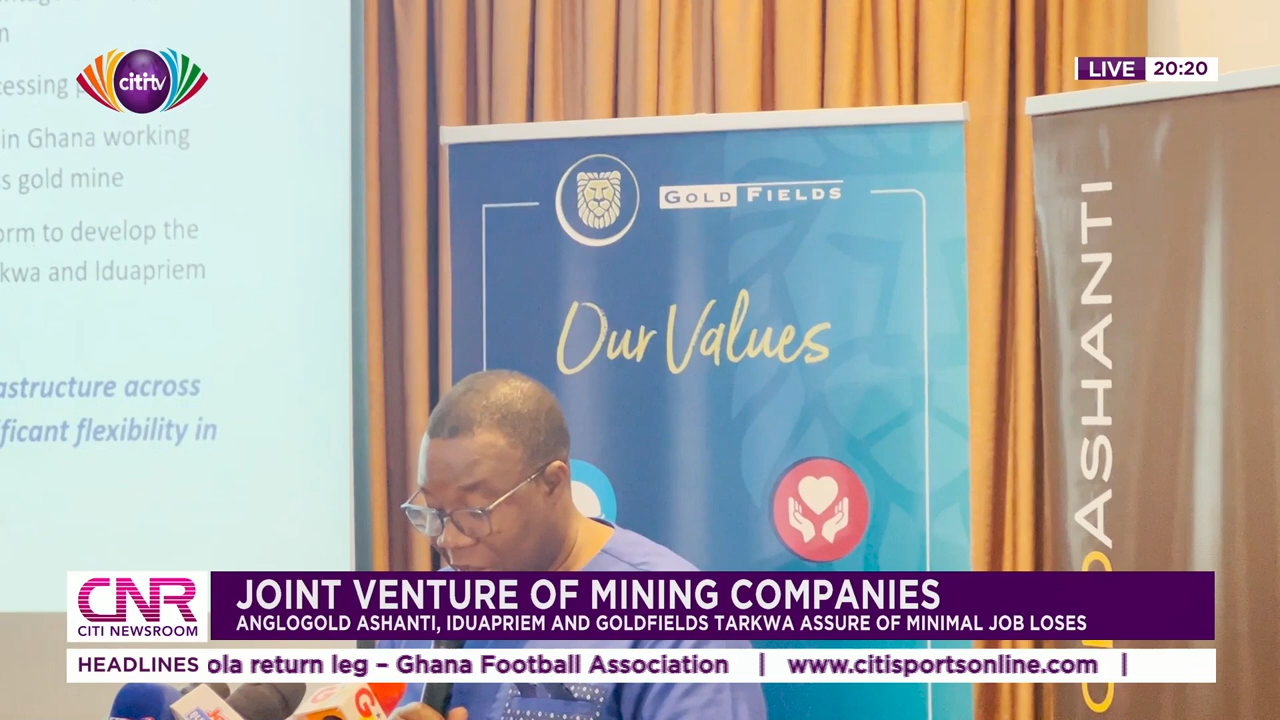 m
cessing
in Ghana working
s gold mine
orm to develop the
kwa and Iduapriem
astructure across
ficant flexibility in
cititv
LIVE 20:20
GOLD FIELDS
Our Values
ASHANTI
CNR
CITI NEWSROOM
JOINT VENTURE OF MINING COMPANIES
ANGLOGOLD ASHANTI, IDUAPRIEM AND GOLDFIELDS TARKWA ASSURE OF MINIMAL JOB LOSES
HEADLINES ola return leg – Ghana Football Association | www.citisportsonline.com |
G